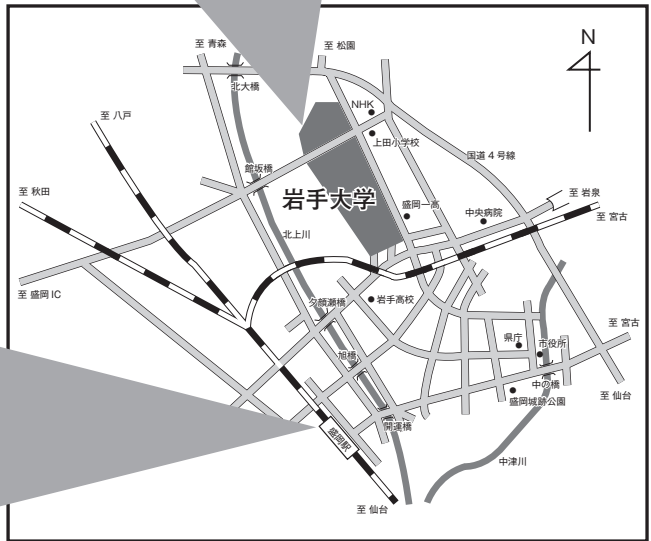 至 青森
至 松園
N
北大橋
NHK
至 八戸
上田小学校
国道 4 号線
館坂橋
至 秋田
岩手大学
至 岩泉
盛岡一高
中央病院
至 宮古
北上川
至 盛岡 IC
夕顔瀬橋
岩手高校
至 宮古
県庁
市役所
旭橋
中の橋
至 仙台
盛岡城跡公園
開運橋
盛岡駅
中津川
至 仙台